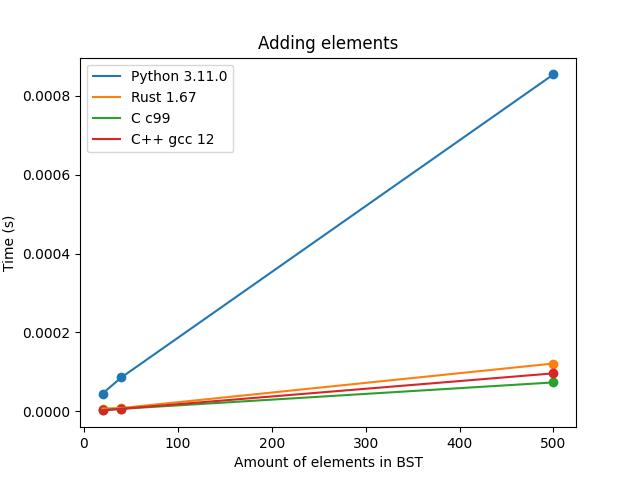 Adding elements
Python 3.11.0
Rust 1.67
C c99
C++ gcc 12
Time (s)
0.0008
0.0006
0.0004
0.0002
0.0000
0 100 200 300 400 500
Amount of elements in BST